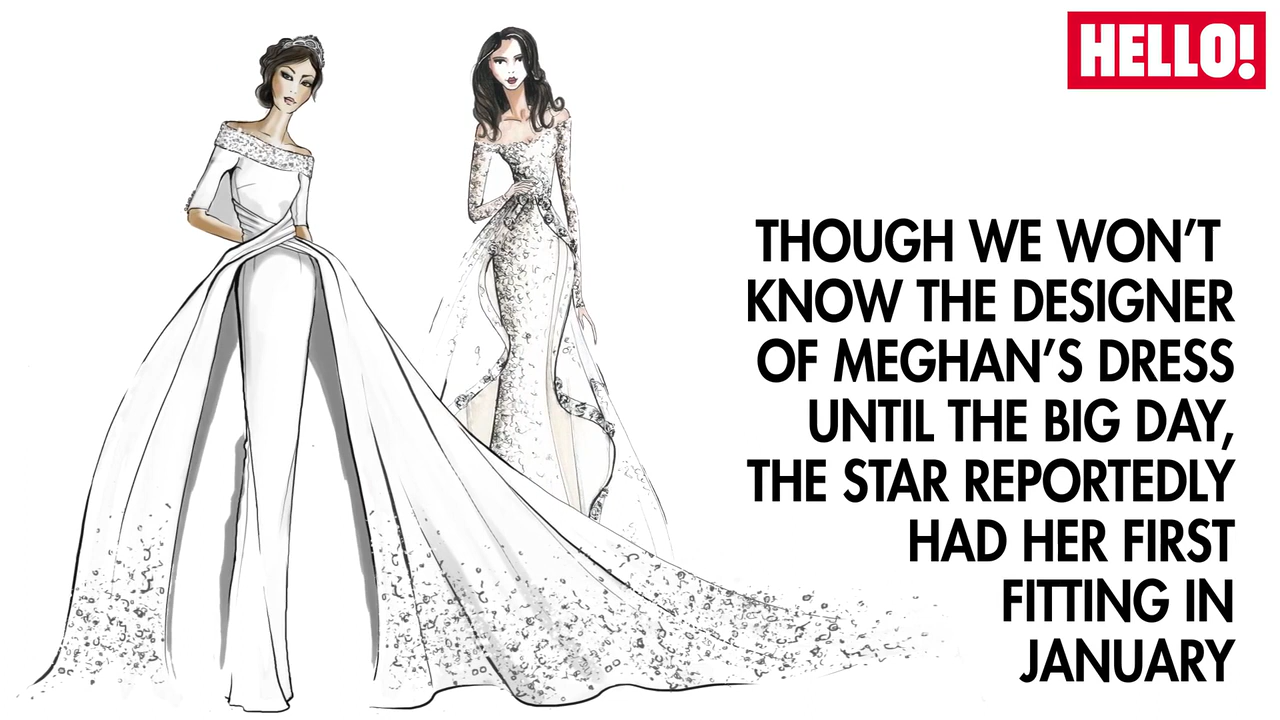 HELLO!
THOUGH WE WON'T
KNOW THE DESIGNER
OF MEGHAN'S DRESS
UNTIL THE BIG DAY,
THE STAR REPORTEDLY
HAD HER FIRST
FITTING IN
JANUARY